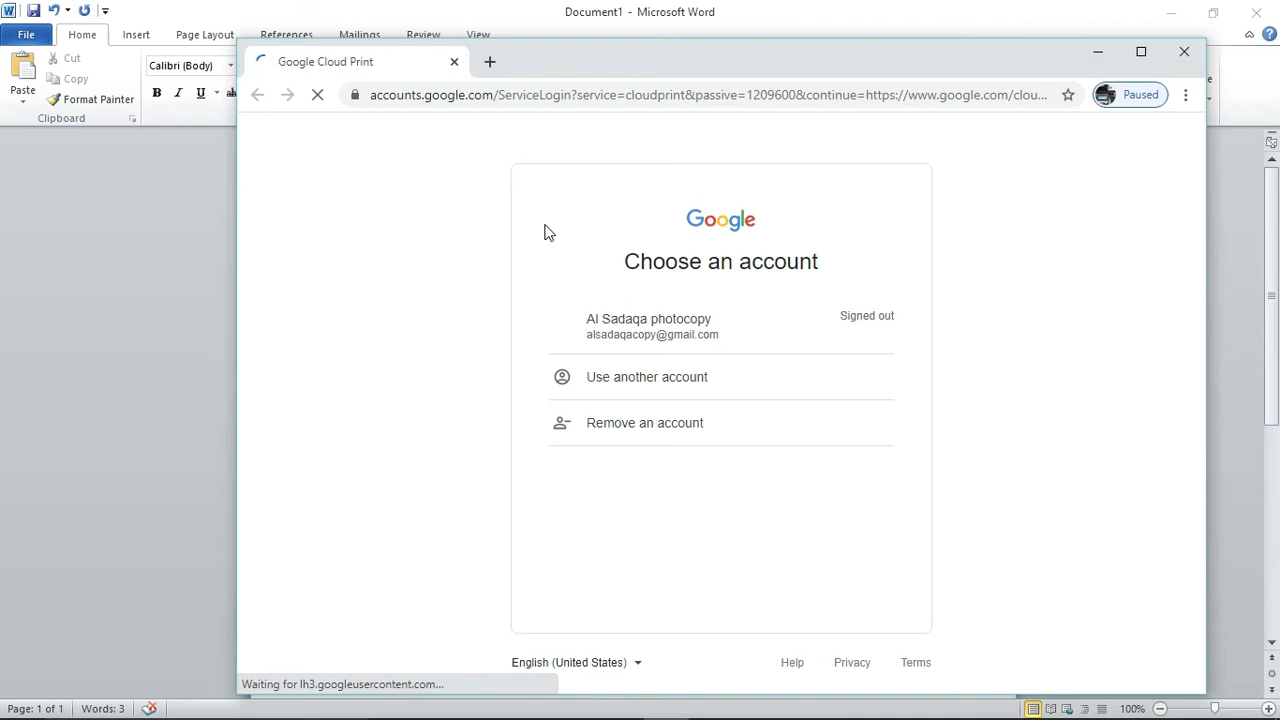 Document1 - Microsoft Word
File Home Insert Page Layout References Mailings Review View
Paste
Cut
Copy
Format Painter
Clipboard
Calibri (Body)
B I U
Google Cloud Print
accounts.google.com/ServiceLogin?service=cloudprint&passive=1209600&continue=https://www.google.com/clou...
Paused
Google
Choose an account
Al Sadaqa photocopy
alsadaqacopy@gmail.com
Signed out
Use another account
Remove an account
English (United States)
Help Privacy Terms
Waiting for lh3.googleusercontent.com...
Page: 1 of 1 Words: 3
100%